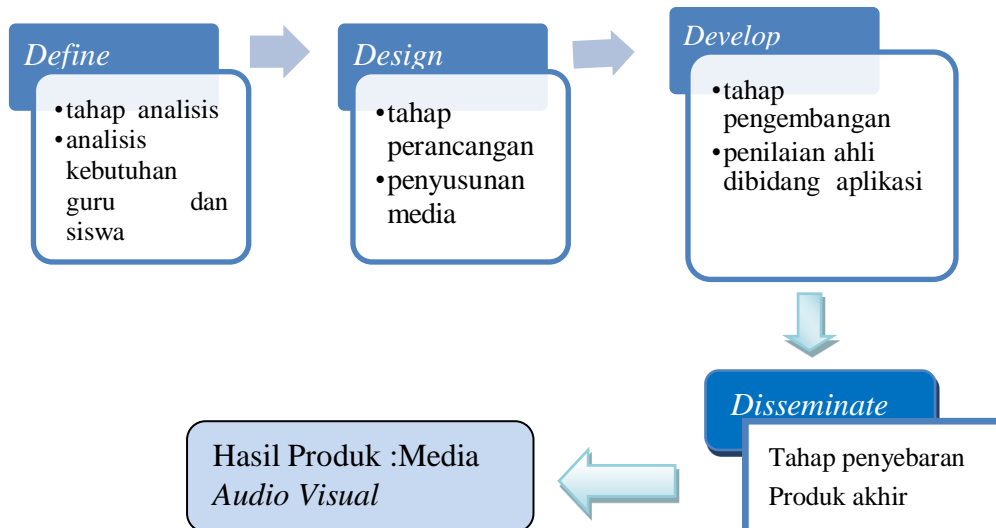 Define
•tahap analisis
•analisis
kebutuhan
guru dan
siswa
Design
•tahap
perancangan
•penyusunan
media
Develop
•tahap
pengembangan
•penilaian ahli
dibidang aplikasi
Disseminate
Tahap penyebaran
Produk akhir
Hasil Produk :Media
Audio Visual